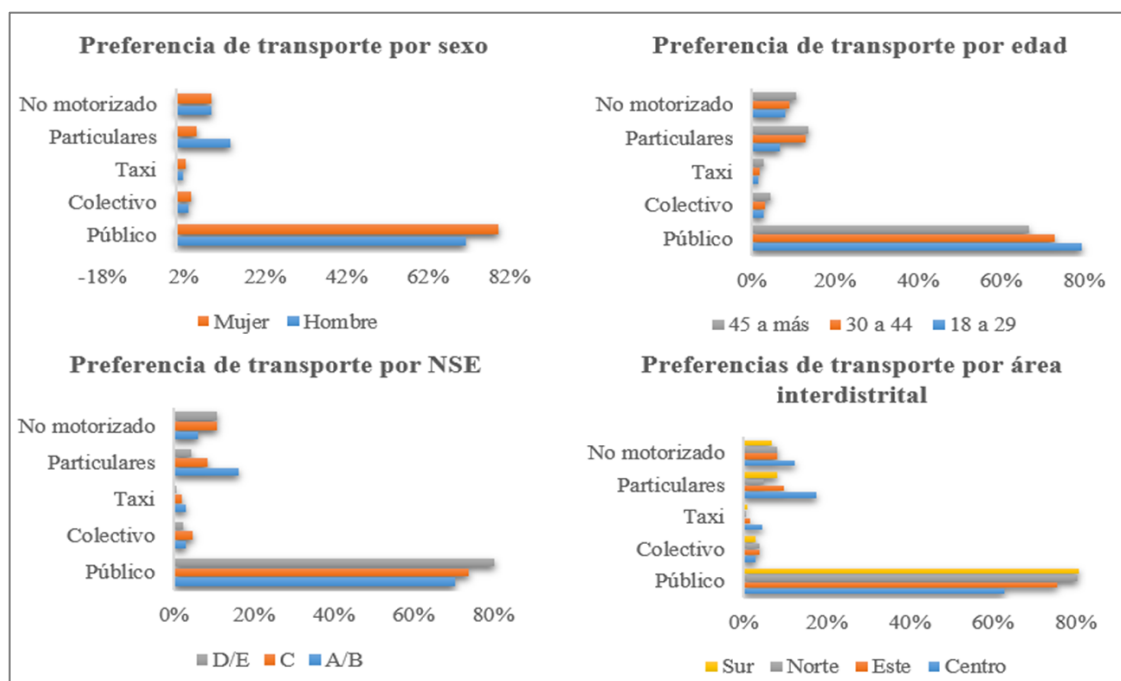 Preferencia de transporte por sexo
No motorizado
Particulares
Taxi
Colectivo
Público
-18% 2% 22% 42% 62% 82%
Mujer Hombre
Preferencia de transporte por edad
No motorizado
Particulares
Taxi
Colectivo
Público
0% 20% 40% 60% 80%
45 a más 30 a 44 18 a 29
Preferencia de transporte por NSE
No motorizado
Particulares
Taxi
Colectivo
Público
0% 20% 40% 60% 80%
D/E C A/B
Preferencias de transporte por área
interdistrital
No motorizado
Particulares
Taxi
Colectivo
Público
0% 20% 40% 60% 80%
Sur Norte Este Centro